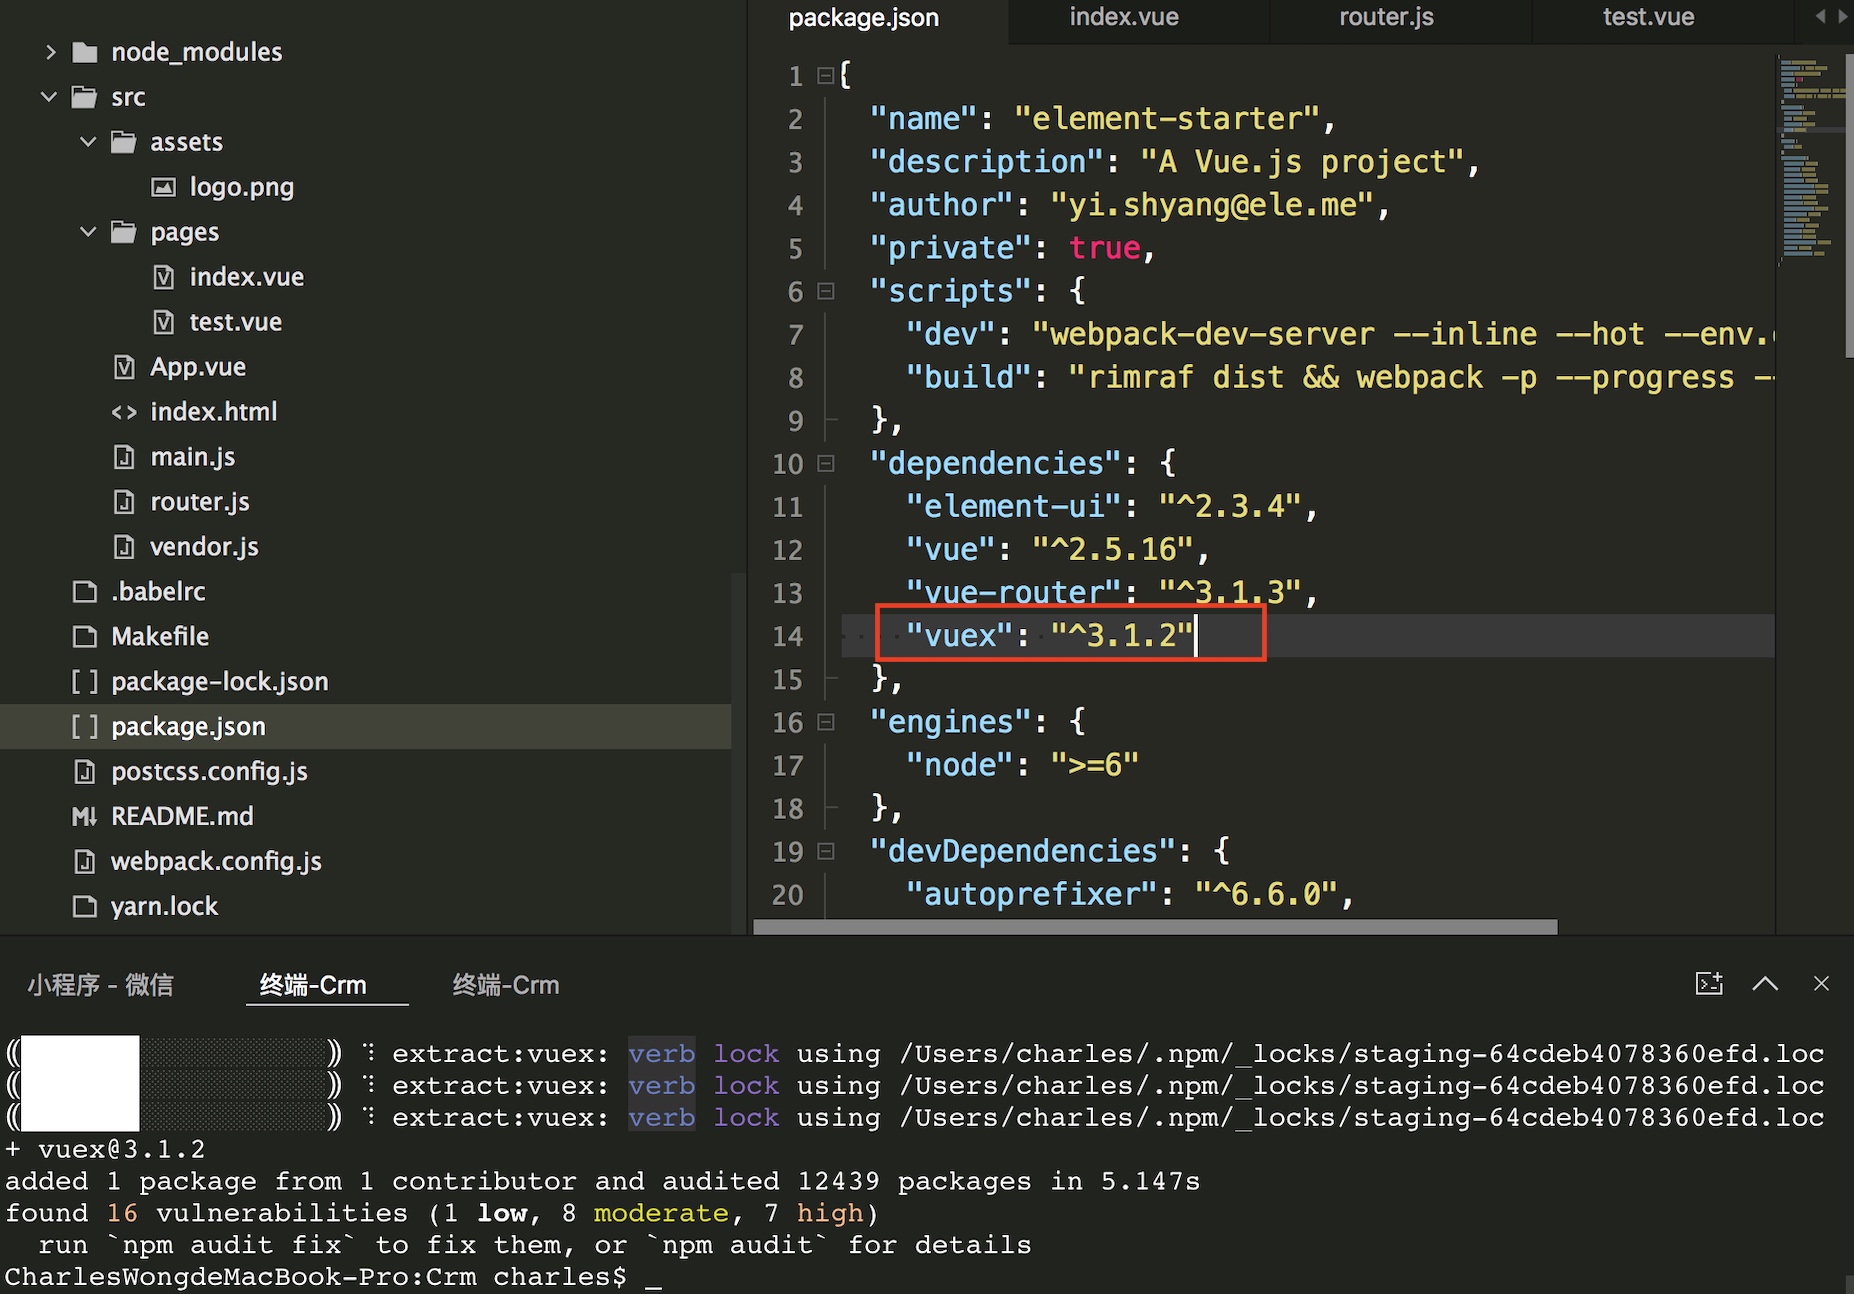 node_modules
src
assets
logo.png
pages
index.vue
test.vue
App.vue
index.html
main.js
router.js
vendor.js
.babelrc
Makefile
package-lock.json
package.json
postcss.config.js
README.md
webpack.config.js
yarn.lock
package.json index.vue router.js test.vue
1 {
2 "name": "element-starter",
3 "description": "A Vue.js project",
4 "author": "yi.shyang@ele.me",
5 "private": true,
6 "scripts": {
7 "dev": "webpack-dev-server --inline --hot --env.
8 "build": "rimraf dist && webpack -p --progress -
9 },
10 "dependencies": {
11 "element-ui": "^2.3.4",
12 "vue": "^2.5.16",
13 "vue-router": "^3.1.3",
14 "vuex": "^3.1.2"
15 },
16 "engines": {
17 "node": ">=6"
18 },
19 "devDependencies": {
20 "autoprefixer": "^6.6.0",
小程序 - 微信 终端-Crm 终端-Crm
(( )) ⠹ extract:vuex: verb lock using /Users/charles/.npm/_locks/staging-64cdeb4078360efd.loc
(( )) ⠹ extract:vuex: verb lock using /Users/charles/.npm/_locks/staging-64cdeb4078360efd.loc
(( )) ⠹ extract:vuex: verb lock using /Users/charles/.npm/_locks/staging-64cdeb4078360efd.loc
+ vuex@3.1.2
added 1 package from 1 contributor and audited 12439 packages in 5.147s
found 16 vulnerabilities (1 low, 8 moderate, 7 high)
run `npm audit fix` to fix them, or `npm audit` for details
CharlesWongdeMacBook-Pro:Crm charles$ _